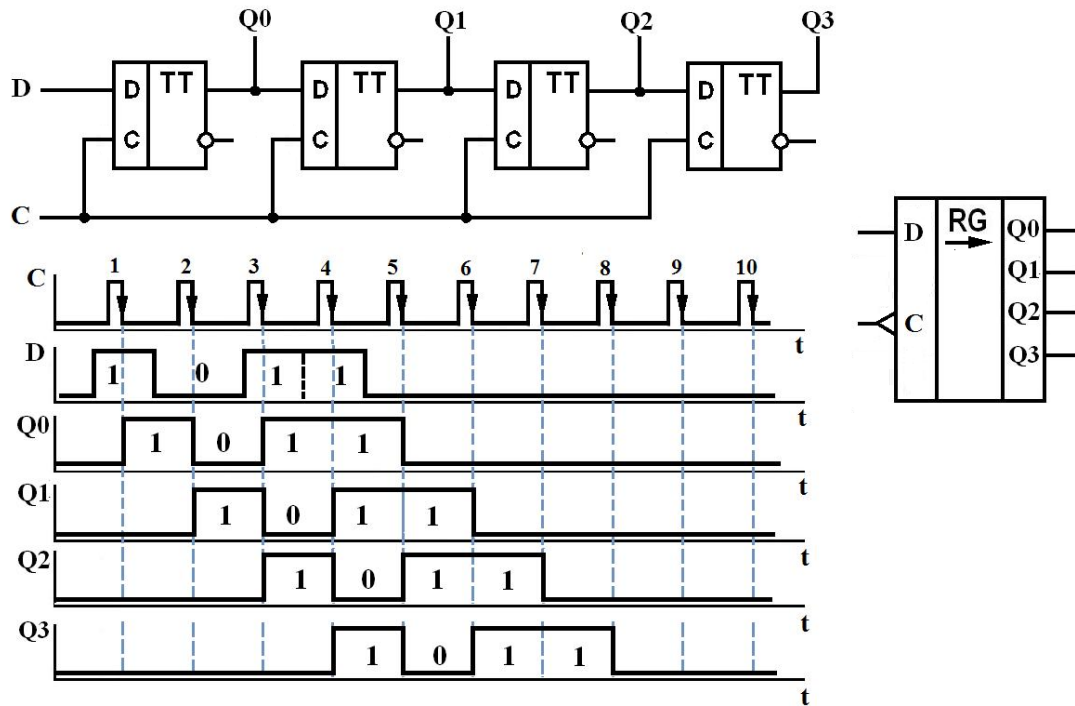 Q0 Q1 Q2 Q3
D D TT D TT D TT D TT
C C C C
C
D RG Q0
Q1
C Q2
Q3
C 1 2 3 4 5 6 7 8 9 10
t
D 1 0 1 1
t
Q0 1 0 1 1
t
Q1 1 0 1 1
t
Q2 1 0 1 1
t
Q3 1 0 1 1
t